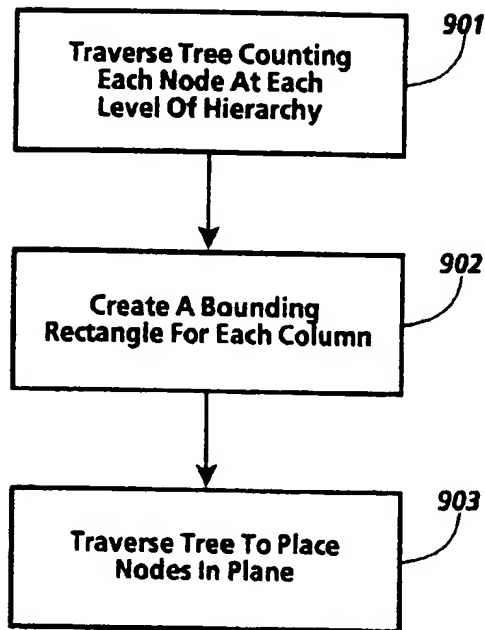 901
Traverse Tree Counting
Each Node At Each
Level Of Hierarchy
902
Create A Bounding
Rectangle For Each Column
903
Traverse Tree To Place
Nodes In Plane